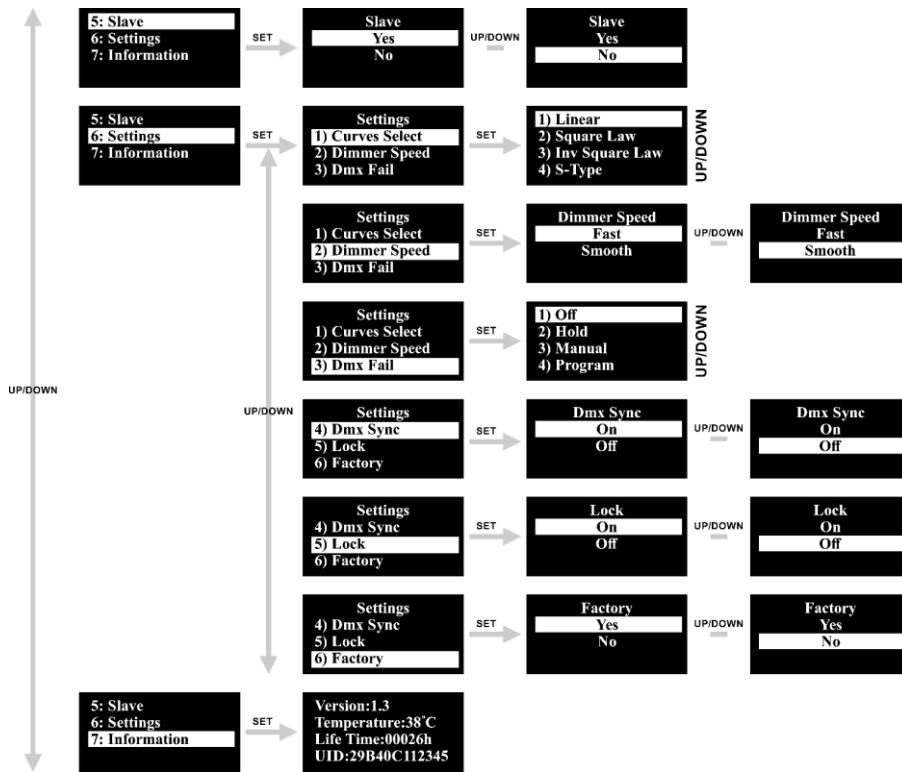 5: Slave
6: Settings
7: Information
SET
Slave
Yes
No
UP/DOWN
Slave
Yes
No
5: Slave
6: Settings
7: Information
SET
Settings
1) Curves Select
2) Dimmer Speed
3) Dmx Fail
SET
1) Linear
2) Square Law
3) Inv Square Law
4) S-Type
UP/DOWN
Settings
1) Curves Select
2) Dimmer Speed
3) Dmx Fail
SET
Dimmer Speed
Fast
Smooth
UP/DOWN
Dimmer Speed
Fast
Smooth
Settings
1) Curves Select
2) Dimmer Speed
3) Dmx Fail
SET
1) Off
2) Hold
3) Manual
4) Program
UP/DOWN
UP/DOWN
UP/DOWN
Settings
4) Dmx Sync
5) Lock
6) Factory
SET
Dmx Sync
On
Off
UP/DOWN
Dmx Sync
On
Off
Settings
4) Dmx Sync
5) Lock
6) Factory
SET
Lock
On
Off
UP/DOWN
Lock
On
Off
Settings
4) Dmx Sync
5) Lock
6) Factory
SET
Factory
Yes
No
UP/DOWN
Factory
Yes
No
5: Slave
6: Settings
7: Information
SET
Version:1.3
Temperature:38°C
Life Time:00026h
UID:29B40C112345